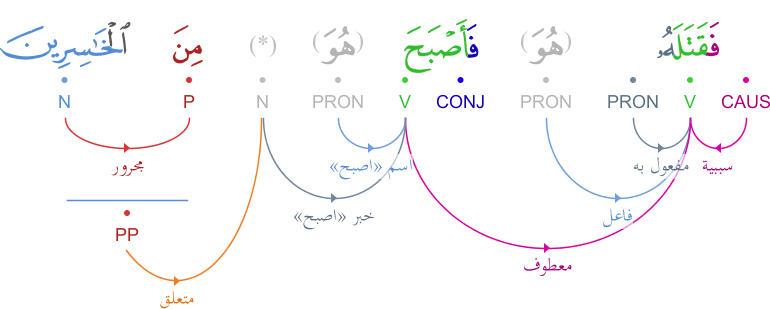 فَقَتَلَهُۥ (هُوَ) فَأَصْبَحَ (هُوَ) (*) مِنَ ٱلْخَٰسِرِينَ
CAUS V PRON PRON CONJ V PRON N P N
سببية مفعول به اسم «اصبح» مجرور
فاعل خبر «اصبح»
PP
معطوف
متعلق